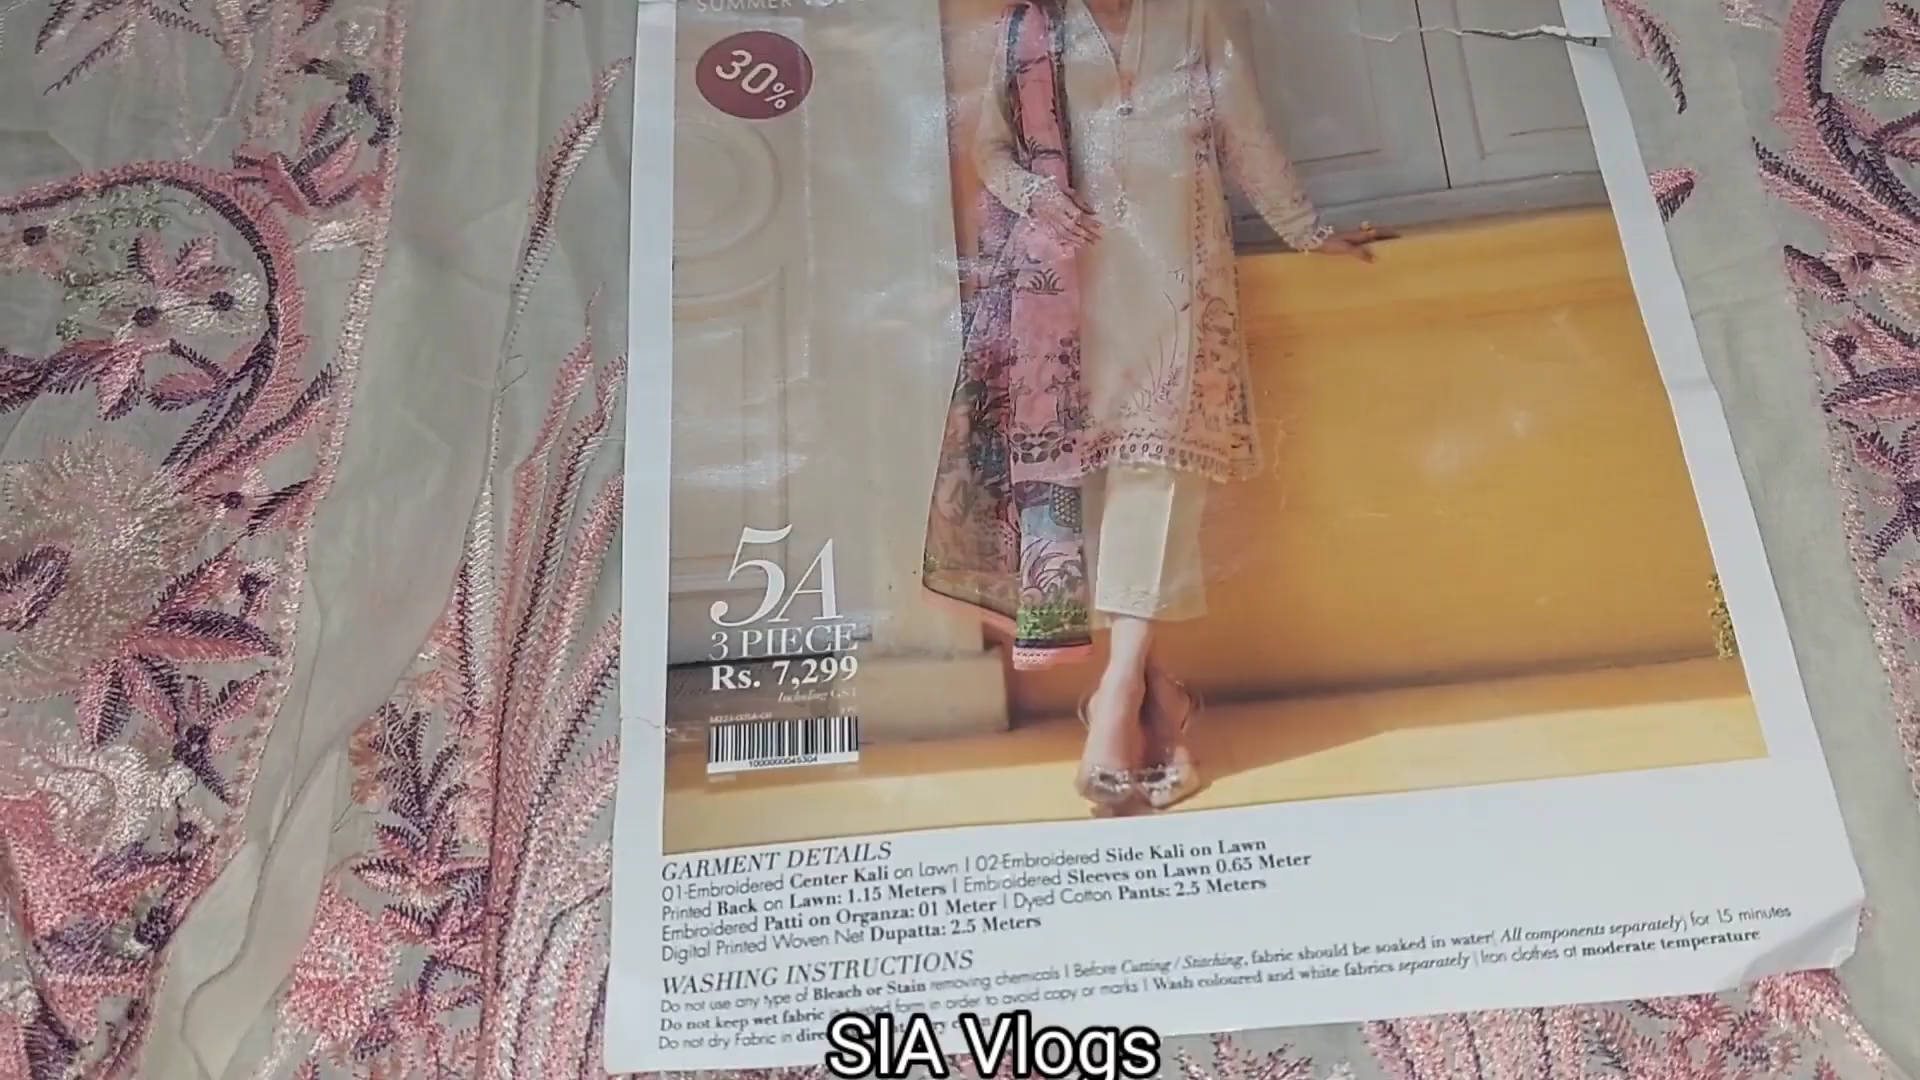 SUMMER
30%
5A
3 PIECE
Rs. 7,299
Including GST
1000000045304
GARMENT DETAILS
01-Embroidered Center Kali on Lawn | 02-Embroidered Side Kali on Lawn
Printed Back on Lawn: 1.15 Meters | Embroidered Sleeves on Lawn 0.65 Meter
Embroidered Patti on Organza: 01 Meter | Dyed Cotton Pants: 2.5 Meters
Digital Printed Woven Net Dupatta: 2.5 Meters
WASHING INSTRUCTIONS
Do not use any type of Bleach or Stain removing chemicals | Before Cutting / Stitching, fabric should be soaked in water( All components separately) for 15 minutes
Do not keep wet fabric in twisted form in order to avoid copy or marks | Wash coloured and white fabrics separately | Iron clothes at moderate temperature
Do not dry Fabric in
SIA Vlogs